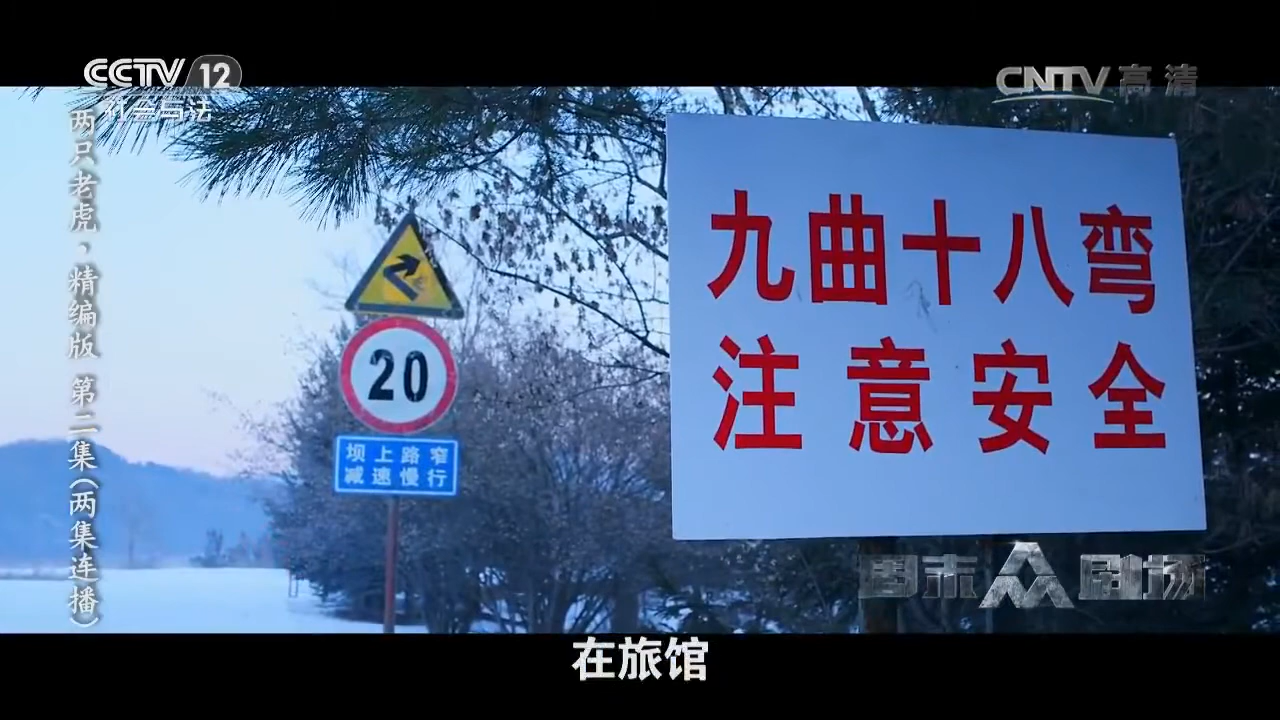 CCTV 12
社会与法
CNTV 高清
两只老虎,精编版 第二集(两集连播)
九曲十八弯
注意安全
20
坝上路窄
减速慢行
周末 剧场
在旅馆